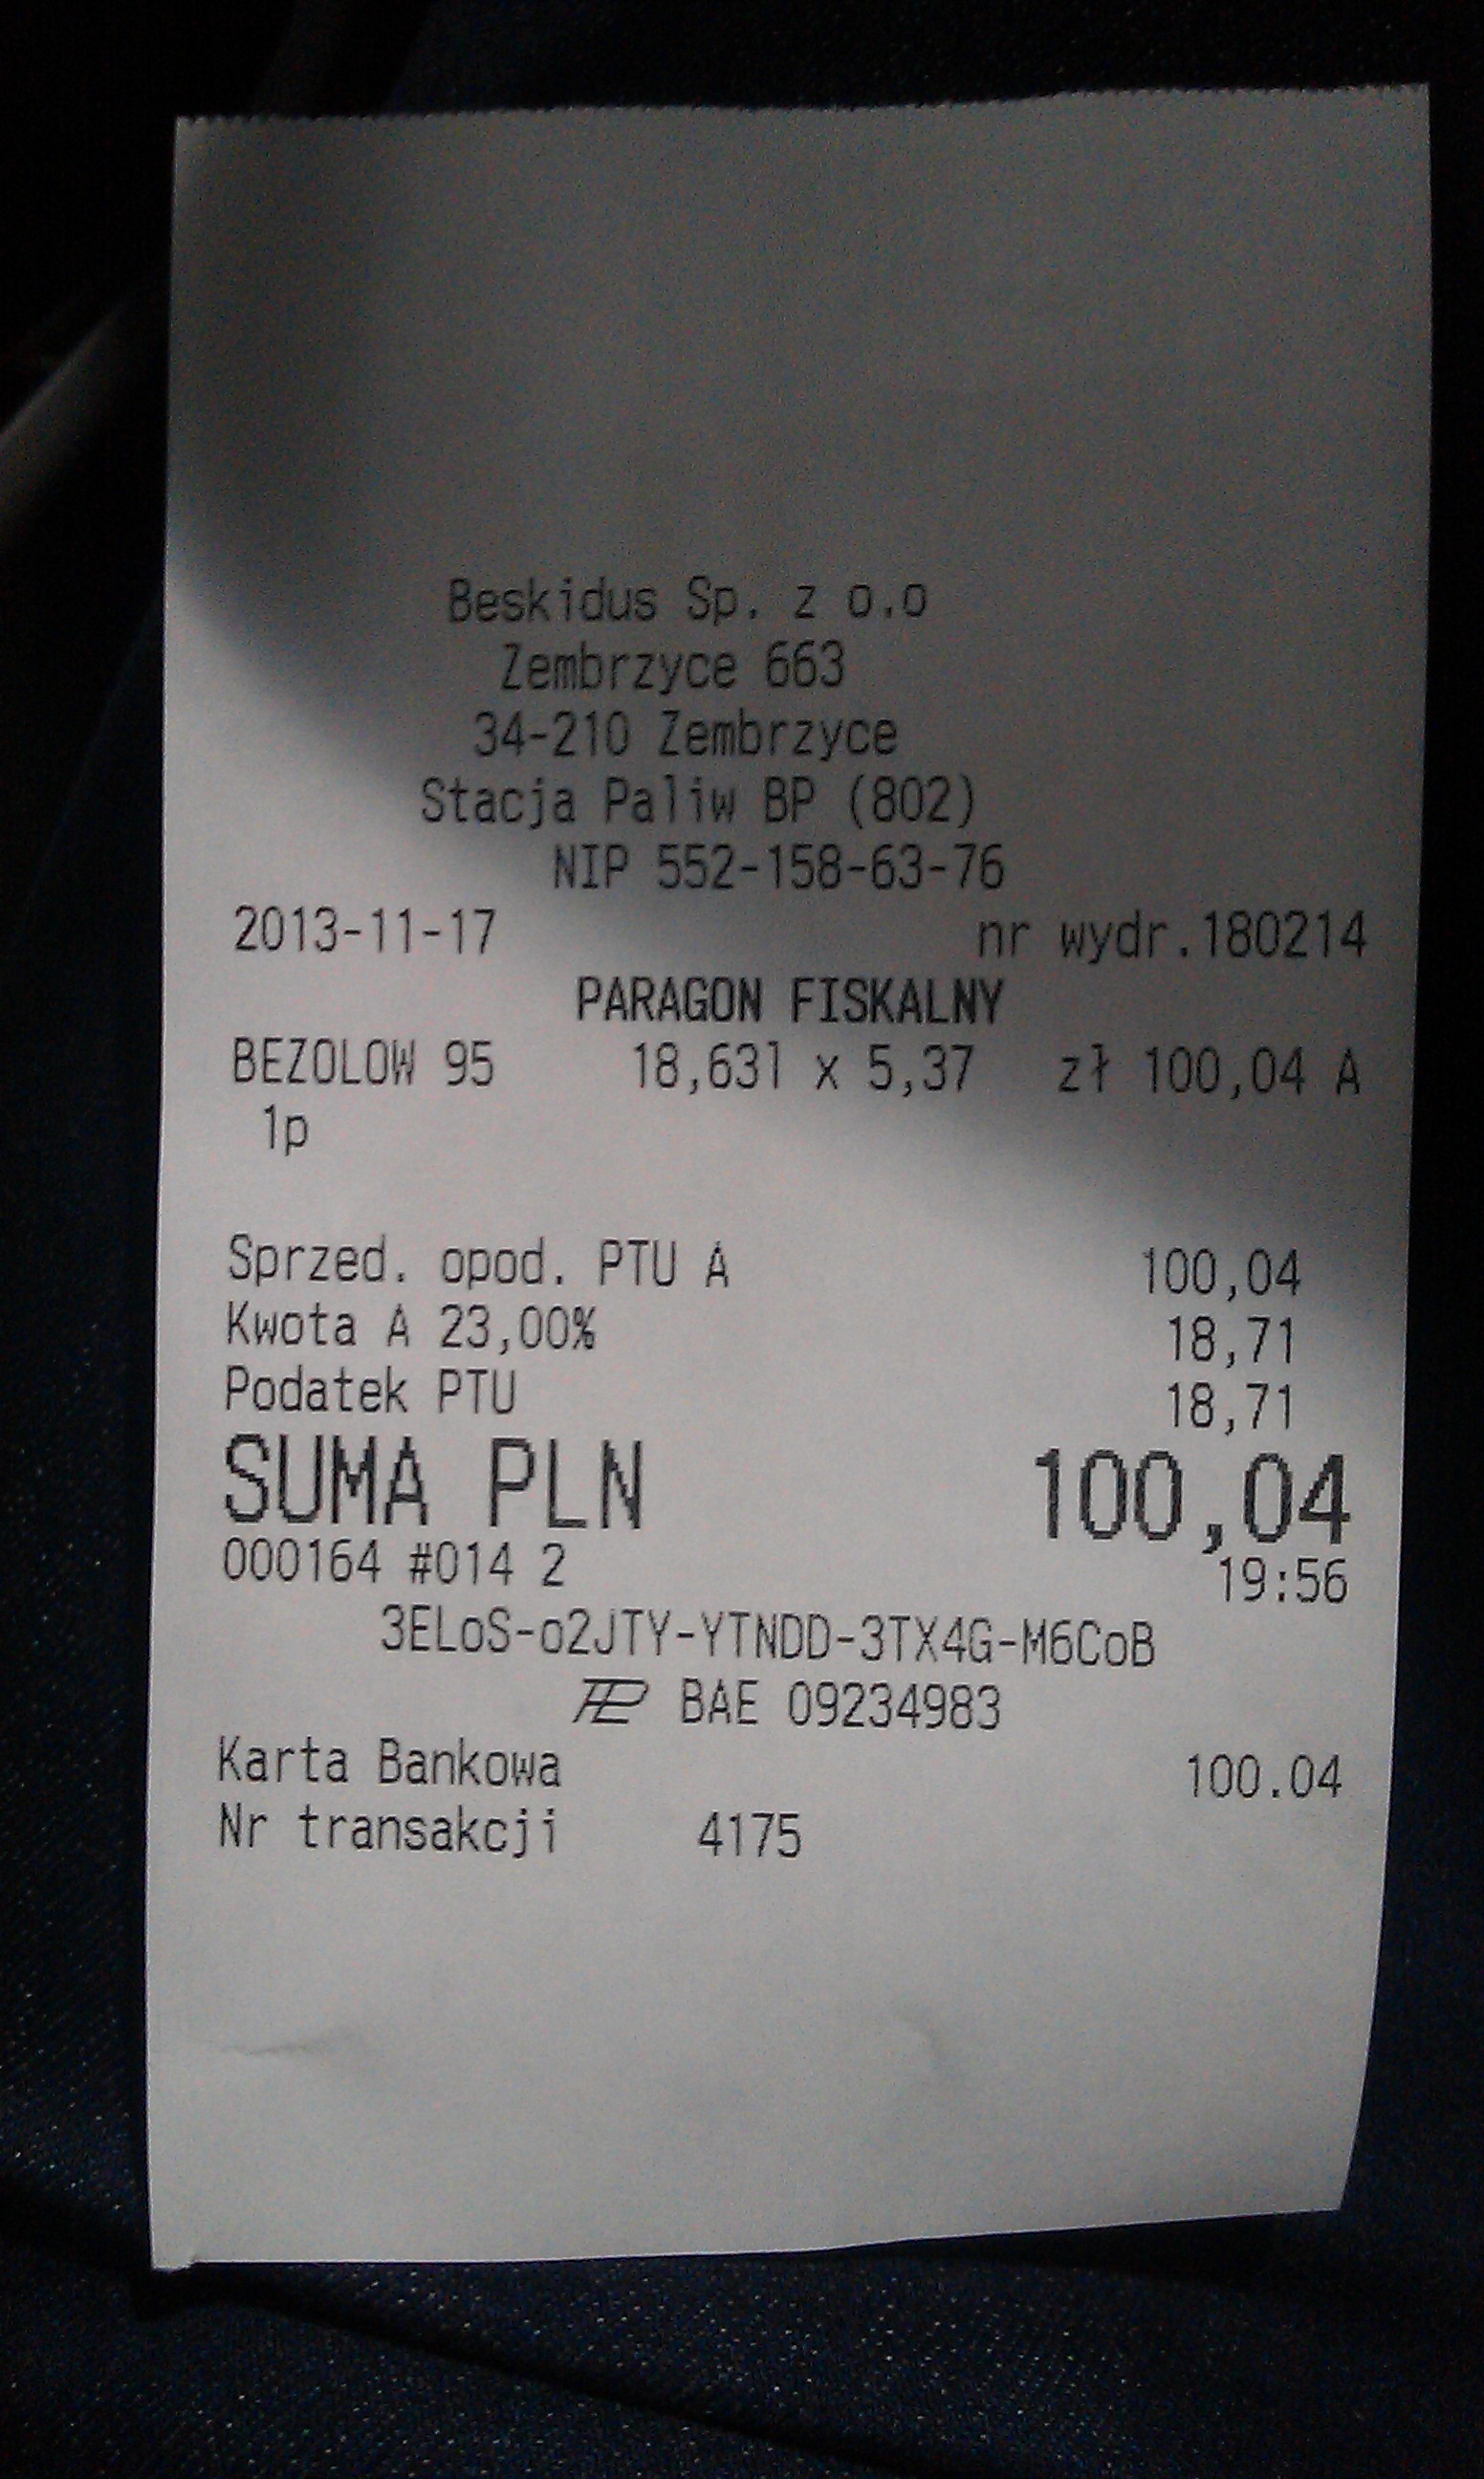 Beskidus Sp. z o.o
Zembrzyce 663
34-210 Zembrzyce
Stacja Paliw BP (802)
NIP 552-158-63-76
2013-11-17 nr wydr.180214
PARAGON FISKALNY
BEZOLOW 95 18,631 x 5,37 zł 100,04 A
1p
Sprzed. opod. PTU A 100,04
Kwota A 23,00% 18,71
Podatek PTU 18,71
SUMA PLN 100,04
000164 #014 2 19:56
3ELoS-o2JTY-YTNDD-3TX4G-M6CoB
BAE 09234983
Karta Bankowa 100.04
Nr transakcji 4175